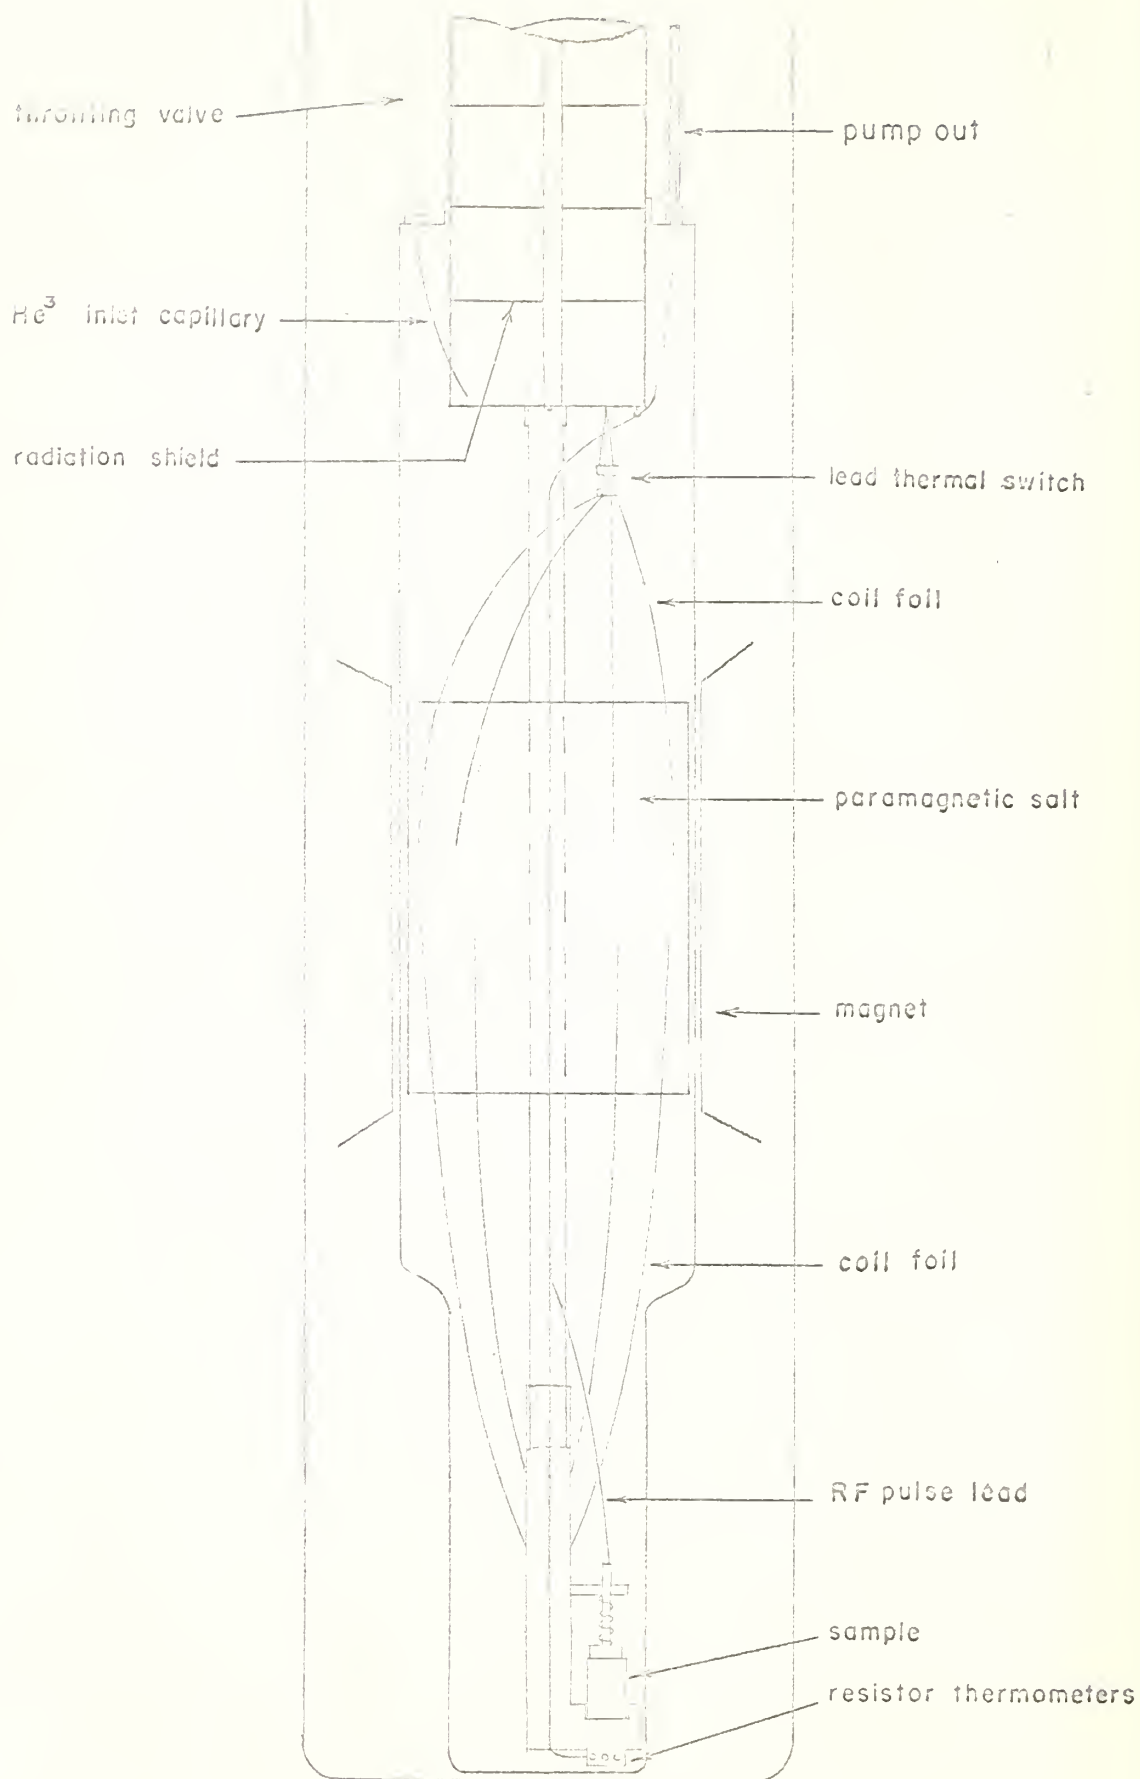 throttling valve
pump out
He³ inlet capillary
radiation shield
lead thermal switch
coil foil
paramagnetic salt
magnet
coil foil
RF pulse lead
sample
resistor thermometers